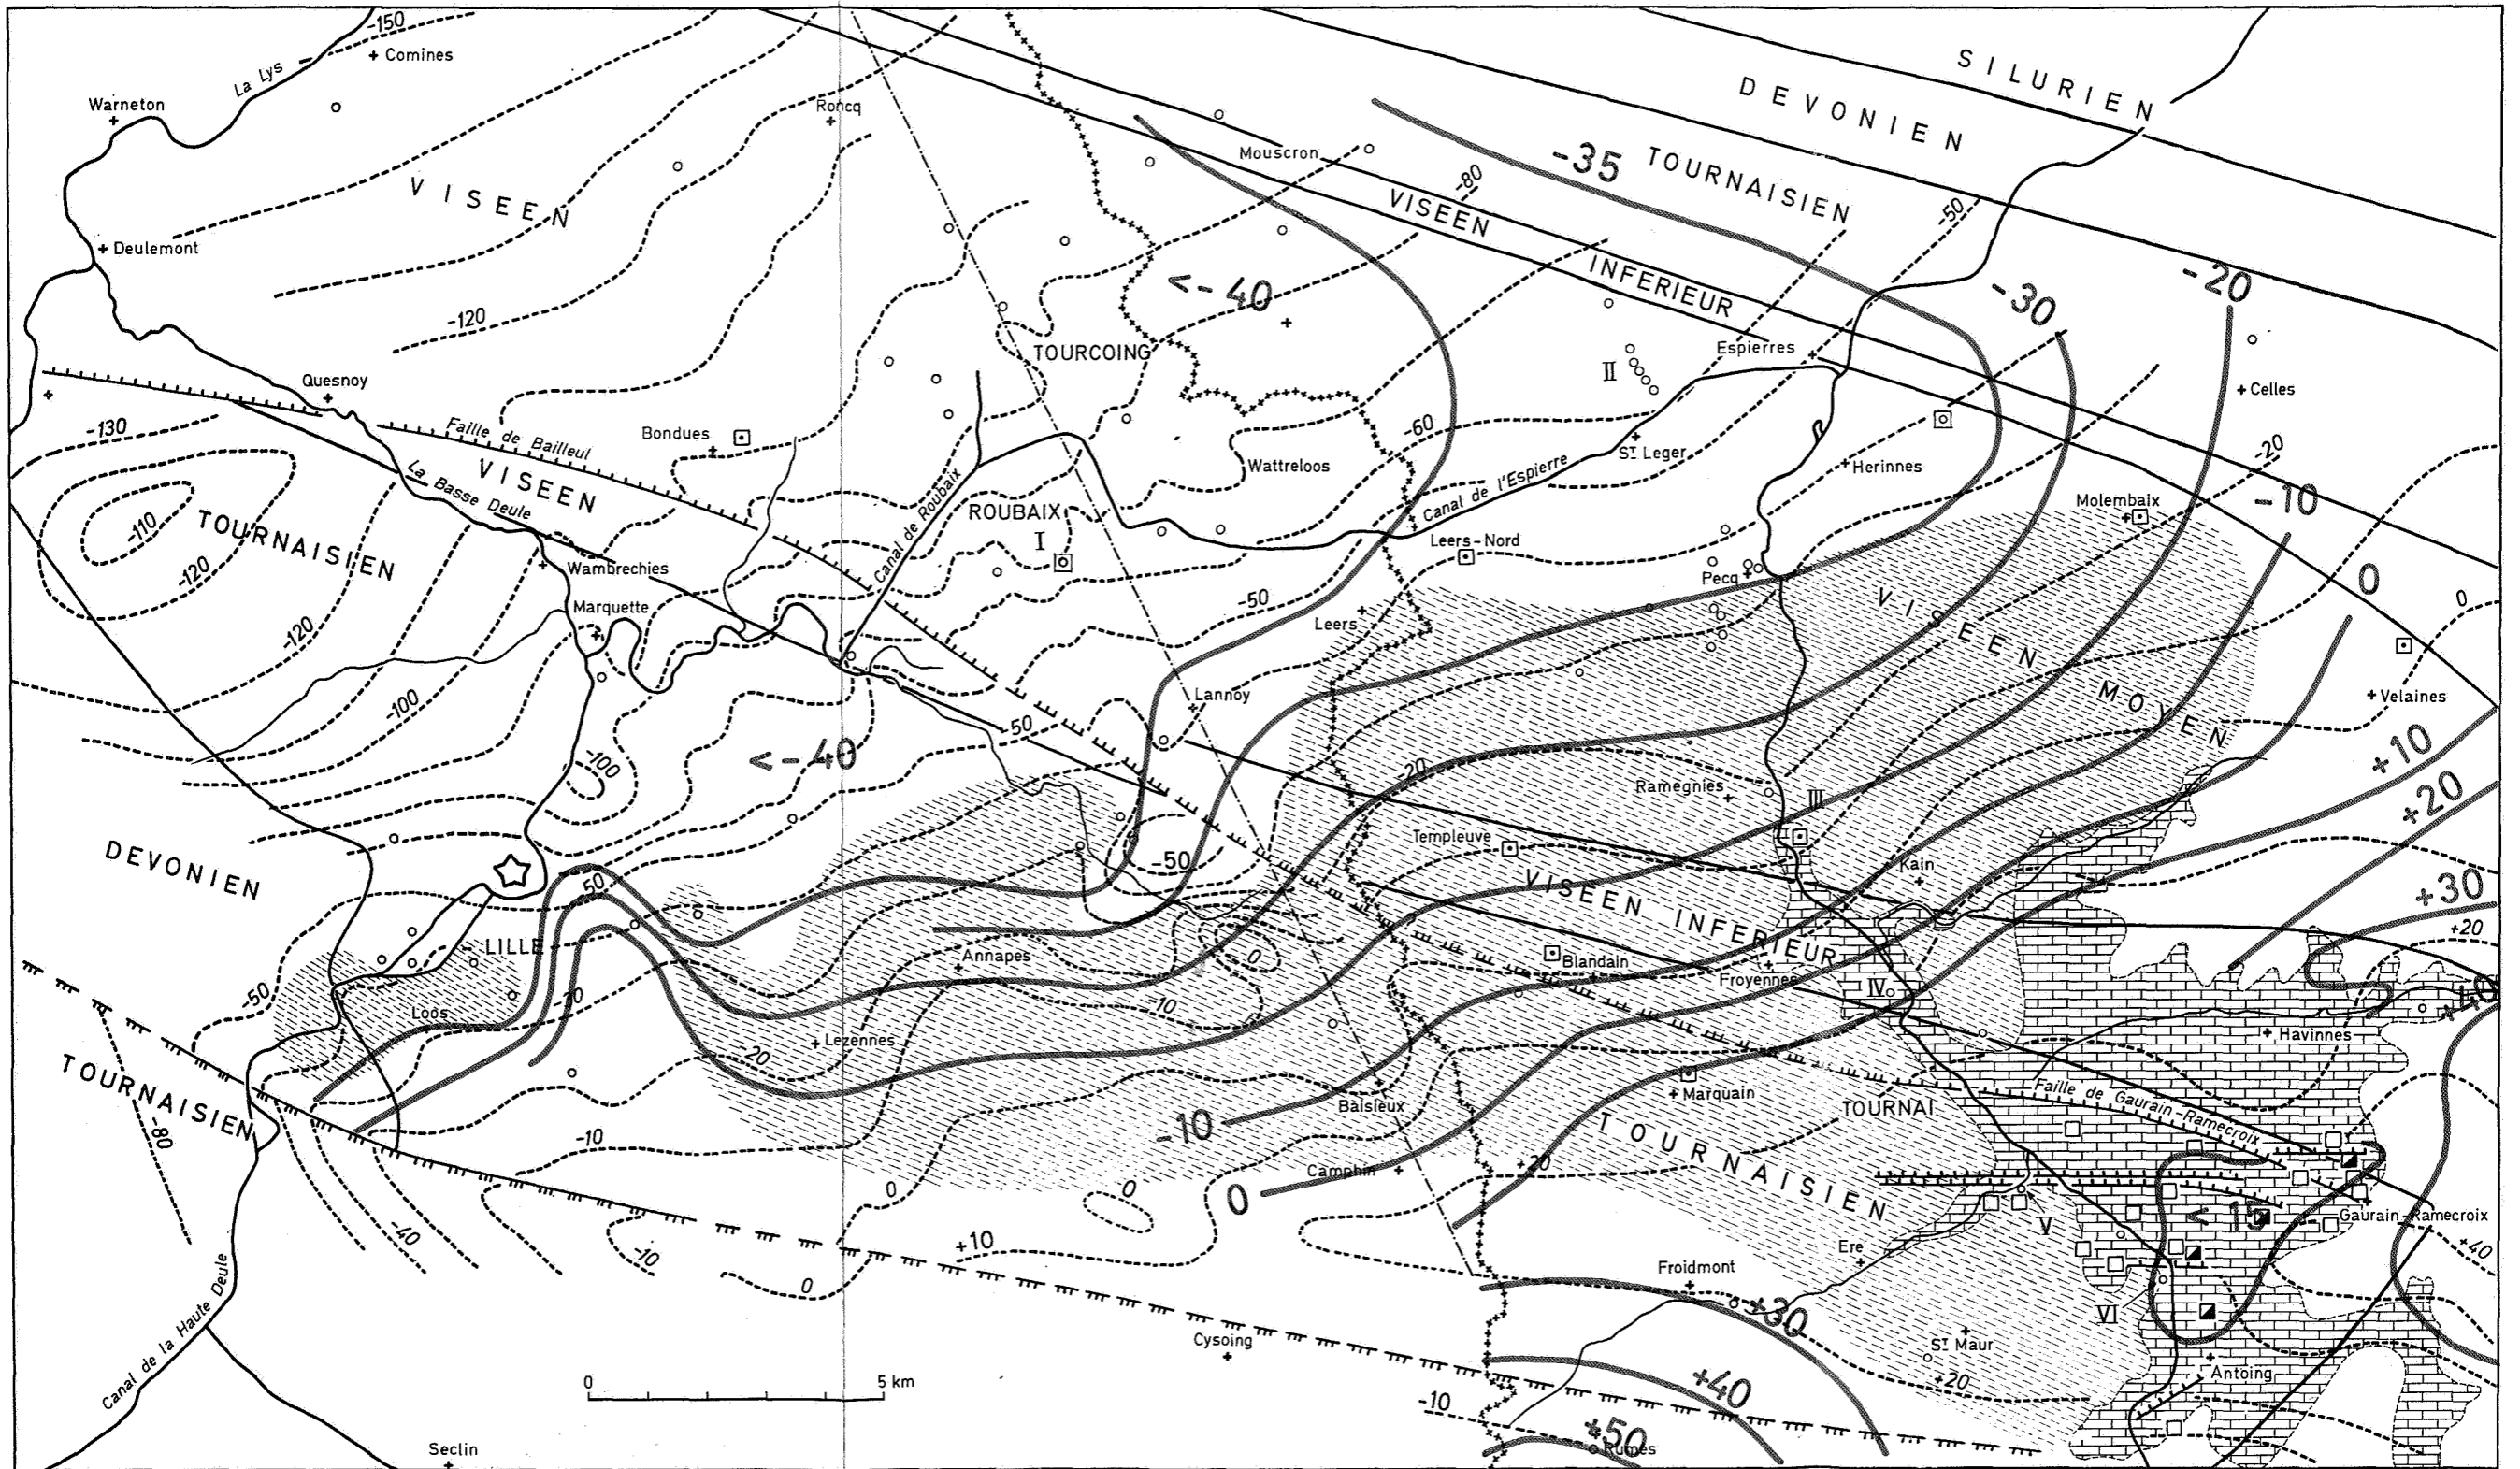 -150
Comines
La Lys
Warneton
Roncq
SILURIEN
DEVONIEN
Mouscron
-35
TOURNAISIEN
VISEEN
-80
VISEEN
-50
Deulemont
INFERIEUR
<-40
-20
-30
-120
TOURCOING
Espierres
II
Quesnoy
Celles
-130
Faille de Bailleul
Bondues
-60
VISEEN
Wattreloos
St Leger
Herinnes
-20
La Basse Deule
Canal de Roubaix
Canal de l'Espierre
-10
Molembaix
-110
TOURNAISIEN
ROUBAIX
I
Leers-Nord
-120
Wambrechies
Pecq
0
Marquette
-50
0
VISEEN MOYEN
-120
Leers
-100
Lannoy
Velaines
-50
<-40
+10
-100
-20
Ramegnies
III
+20
DEVONIEN
-50
Templeuve
Kain
50
VISEEN INFERIEUR
+30
LILLE
Annapes
0
Blandain
+20
Froyennes
IV
-50
-20
-10
+40
Loos
Havinnes
Lezennes
-20
TOURNAISIEN
Marquain
TOURNAI
Faille de Gaurain-Ramecroix
-80
Baisieux
-10
-10
TOURNAISIEN
Camphin
+20
0
0
0
V
< 15
Gaurain-Ramecroix
-40
-10
+10
Ere
+40
Froidmont
0
+30
VI
Canal de la Haute Deule
Cysoing
St Maur
Antoing
0
5 km
+40
+20
-10
+50
Rumes
Seclin